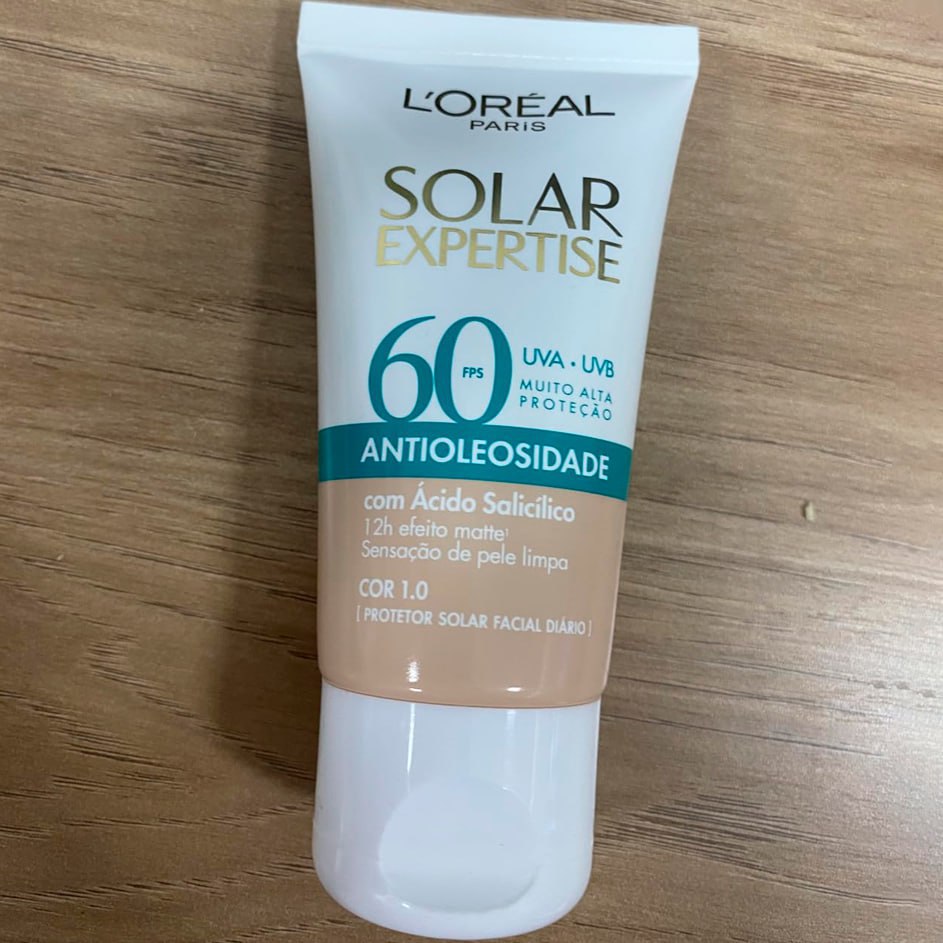 L'ORÉAL
PARIS
SOLAR
EXPERTISE
60 FPS
UVA • UVB
MUITO ALTA
PROTEÇÃO
ANTIOLEOSIDADE
com Ácido Salicílico
12h efeito matte¹
Sensação de pele limpa
COR 1.0
[ PROTETOR SOLAR FACIAL DIÁRIO ]